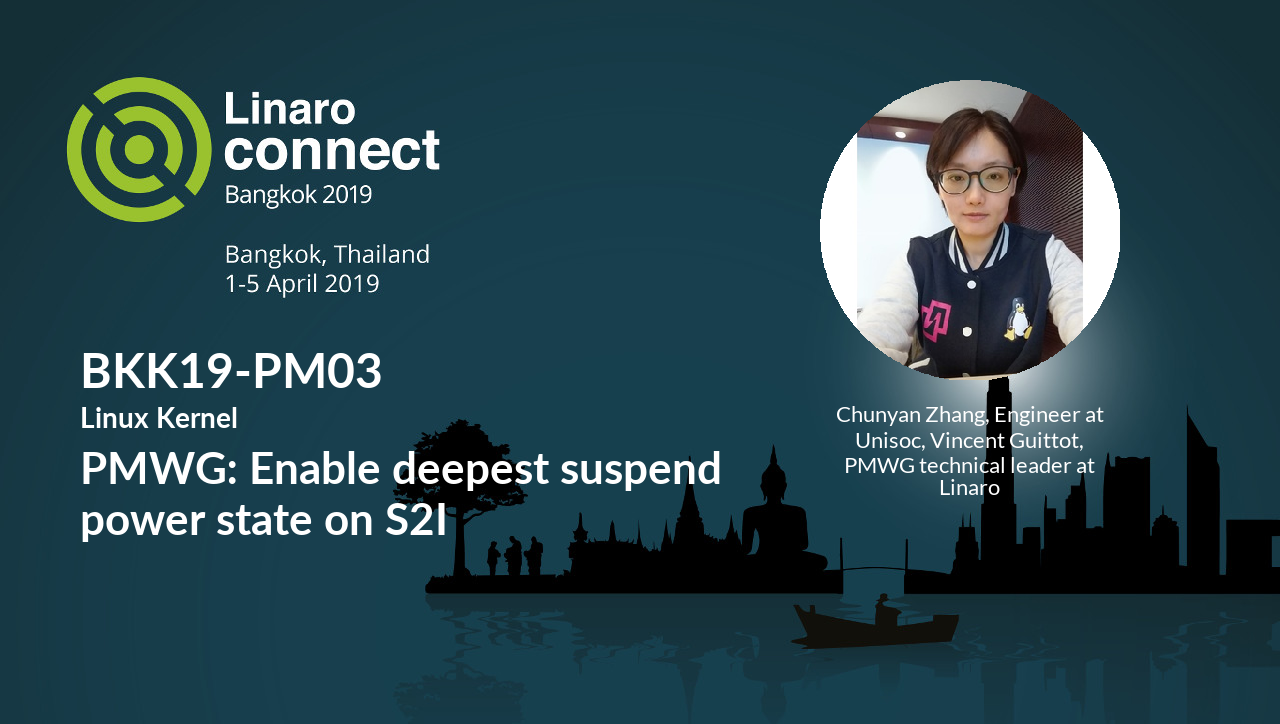 Linaro
connect
Bangkok 2019
Bangkok, Thailand
1-5 April 2019
BKK19-PM03
Linux Kernel
PMWG: Enable deepest suspend
power state on S2I
Chunyan Zhang, Engineer at
Unisoc, Vincent Guittot,
PMWG technical leader at
Linaro